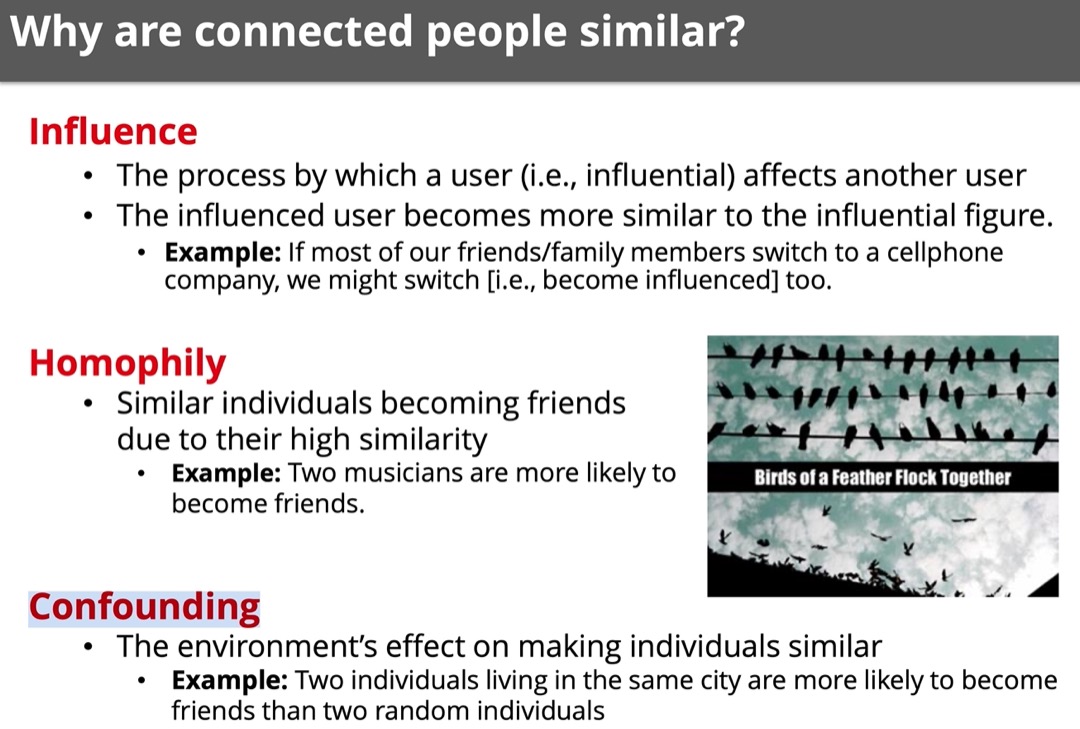 Why are connected people similar?
Influence
• The process by which a user (i.e., influential) affects another user
• The influenced user becomes more similar to the influential figure.
• Example: If most of our friends/family members switch to a cellphone
company, we might switch [i.e., become influenced] too.
Homophily
• Similar individuals becoming friends
due to their high similarity
• Example: Two musicians are more likely to
become friends.
Birds of a Feather Flock Together
Confounding
• The environment’s effect on making individuals similar
• Example: Two individuals living in the same city are more likely to become
friends than two random individuals